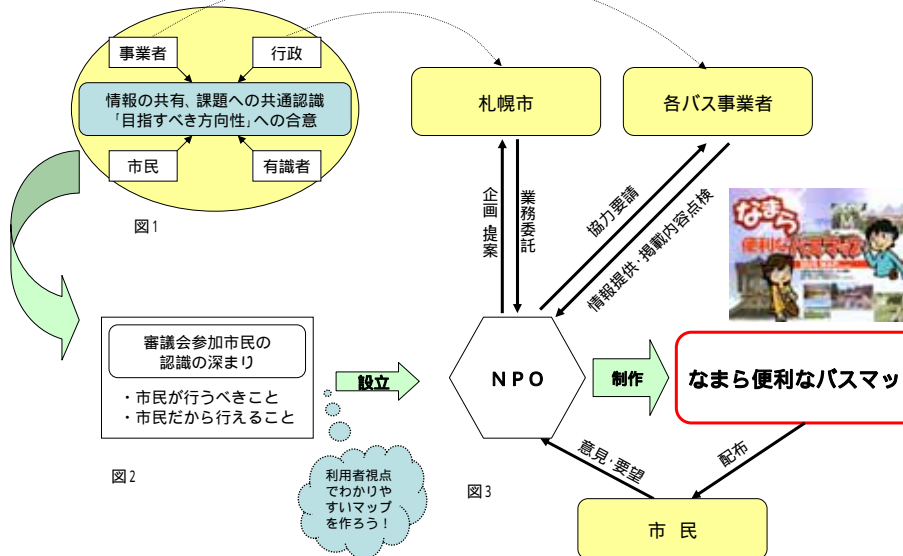 事業者
行政
情報の共有、課題への共通認識
「目指すべき方向性」への合意
市民
有識者
図1
札幌市
各バス事業者
企画・提案
業務委託
協力要請
情報提供・掲載内容点検
なまら
便利なバスマップ
審議会参加市民の
認識の深まり
・市民が行うべきこと
・市民だから行えること
図2
設立
利用者視点
でわかりや
すいマップ
を作ろう！
NPO
図3
制作
なまら便利なバスマッ
意見・要望
配布
市 民